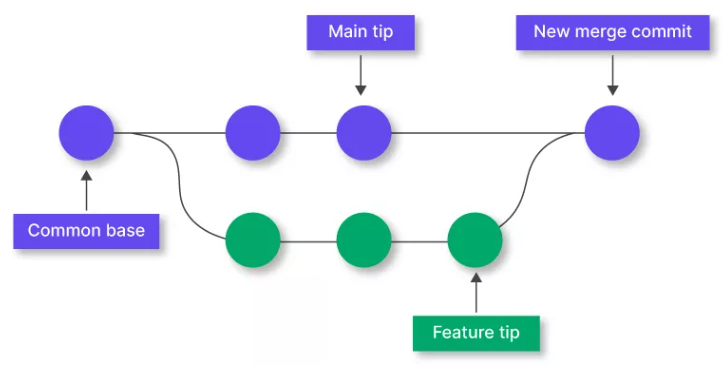 Main tip
New merge commit
Common base
Feature tip